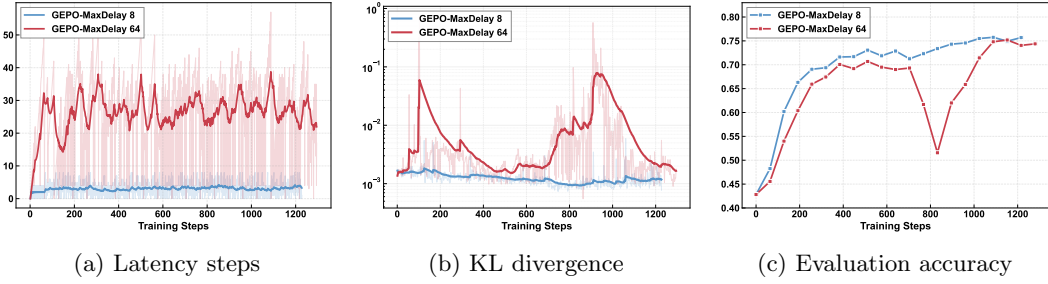 GEPO-MaxDelay 8
GEPO-MaxDelay 64
50
40
30
20
10
0
0 200 400 600 800 1000 1200
Training Steps
(a) Latency steps
GEPO-MaxDelay 8
GEPO-MaxDelay 64
10^0
10^-1
10^-2
10^-3
0 200 400 600 800 1000 1200
Training Steps
(b) KL divergence
GEPO-MaxDelay 8
GEPO-MaxDelay 64
0.80
0.75
0.70
0.65
0.60
0.55
0.50
0.45
0.40
0 200 400 600 800 1000 1200
Training Steps
(c) Evaluation accuracy